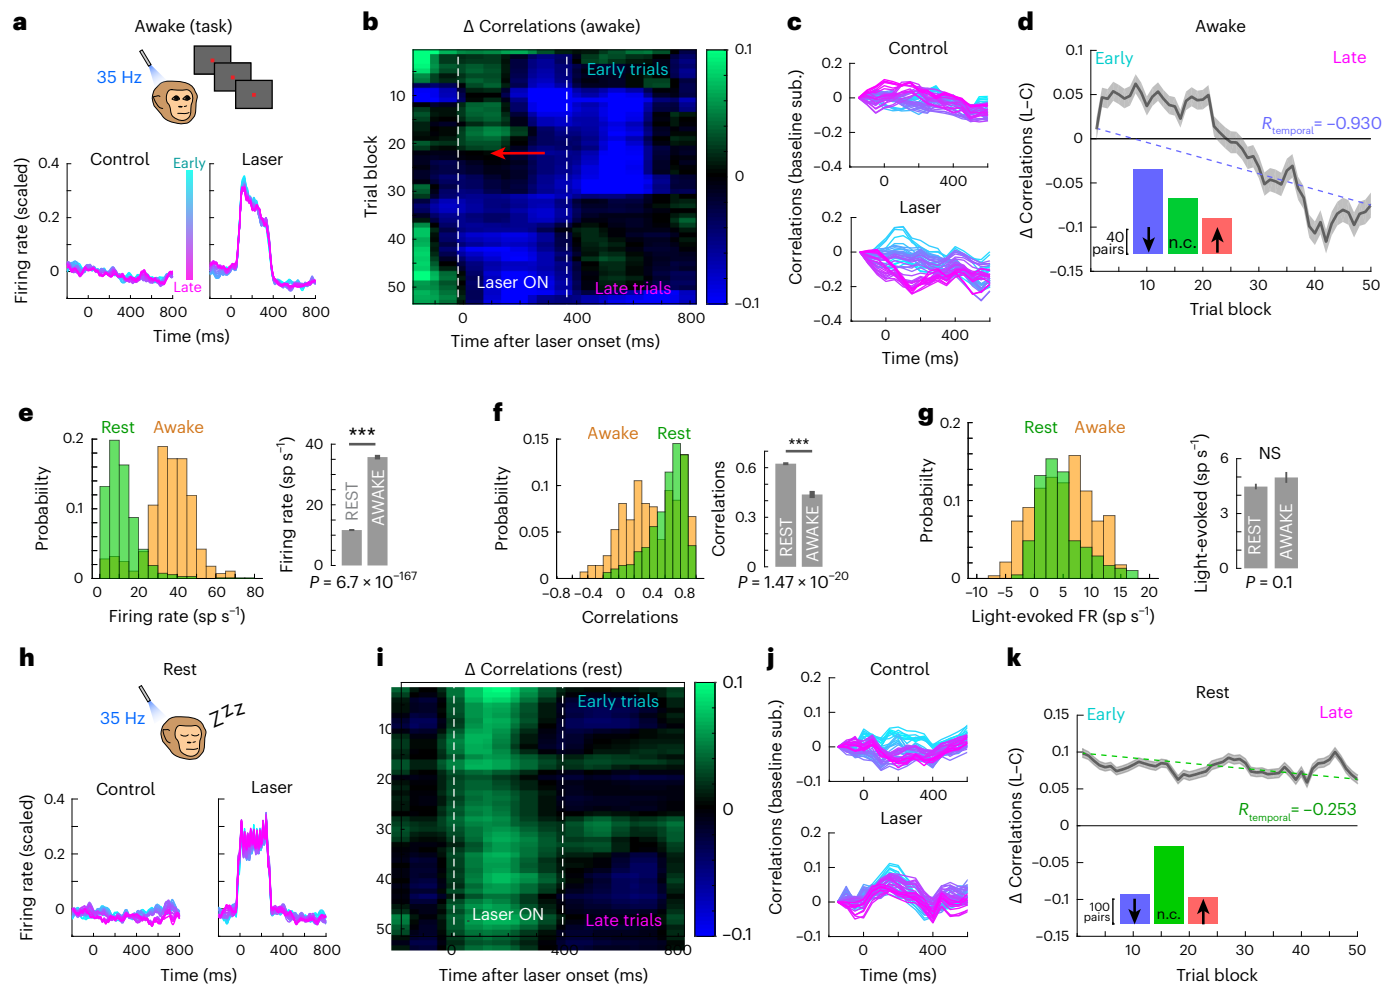 a
Awake (task)
35 Hz
Control
Early
Laser
Late
Firing rate (scaled)
0.4
0.2
0
0
400
800
0
400
800
Time (ms)
b
Δ Correlations (awake)
Early trials
Laser ON
Late trials
Trial block
10
20
30
40
50
0
400
800
Time after laser onset (ms)
0.1
0
−0.1
c
Control
Laser
Correlations (baseline sub.)
0.2
0
−0.2
−0.4
0
400
0.2
0
−0.2
−0.4
0
400
Time (ms)
d
Awake
Early
Late
Rtemporal = −0.930
Δ Correlations (L–C)
0.1
0.05
0
−0.05
−0.1
−0.15
40
pairs
n.c.
10
20
30
40
50
Trial block
e
Rest
Awake
Probability
0.2
0.1
0
0
20
40
60
80
Firing rate (sp s−1)
***
Firing rate (sp s−1)
40
20
0
REST
AWAKE
P = 6.7 × 10−167
f
Awake
Rest
Probability
0.15
0.10
0.05
0
−0.8
−0.4
0
0.4
0.8
Correlations
***
Correlations
0.6
0.3
0
REST
AWAKE
P = 1.47 × 10−20
g
Rest
Awake
Probability
0.2
0.1
0
−10
−5
0
5
10
20
Light-evoked FR (sp s−1)
NS
Light-evoked (sp s−1)
6
3
0
REST
AWAKE
P = 0.1
h
Rest
35 Hz
Zzz
Control
Laser
Firing rate (scaled)
0.4
0.2
0
0
400
800
0
400
800
Time (ms)
i
Δ Correlations (rest)
Early trials
Laser ON
Late trials
10
20
30
40
50
0
400
800
Time after laser onset (ms)
0.1
0
−0.1
j
Control
Laser
Correlations (baseline sub.)
0.2
0.1
0
−0.1
0
400
0.2
0.1
0
−0.1
0
400
Time (ms)
k
Rest
Early
Late
Rtemporal = −0.253
Δ Correlations (L–C)
0.15
0.1
0.05
0
−0.05
−0.1
−0.15
100
pairs
n.c.
10
20
30
40
50
Trial block